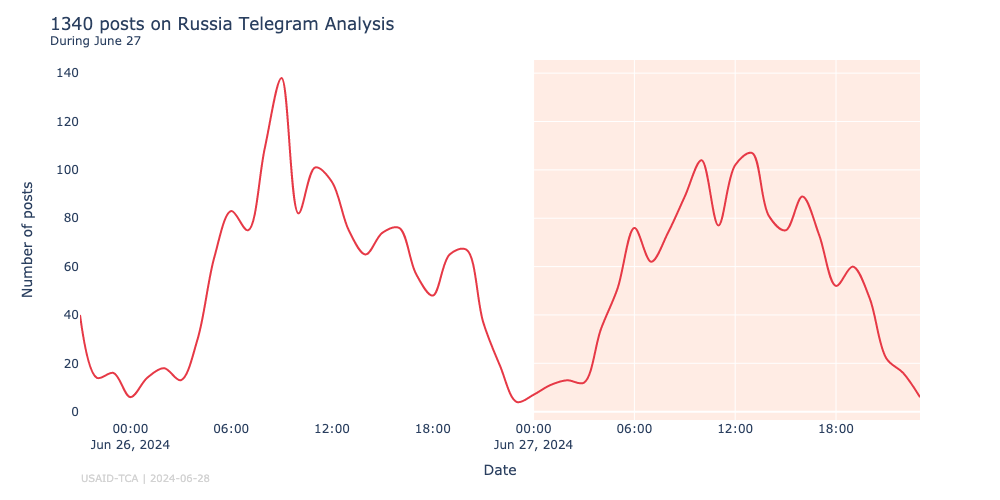 1340 posts on Russia Telegram Analysis
During June 27
140
120
100
80
60
40
20
0
Number of posts
00:00 06:00 12:00 18:00 00:00 06:00 12:00 18:00
Jun 26, 2024 Jun 27, 2024
Date
USAID-TCA | 2024-06-28